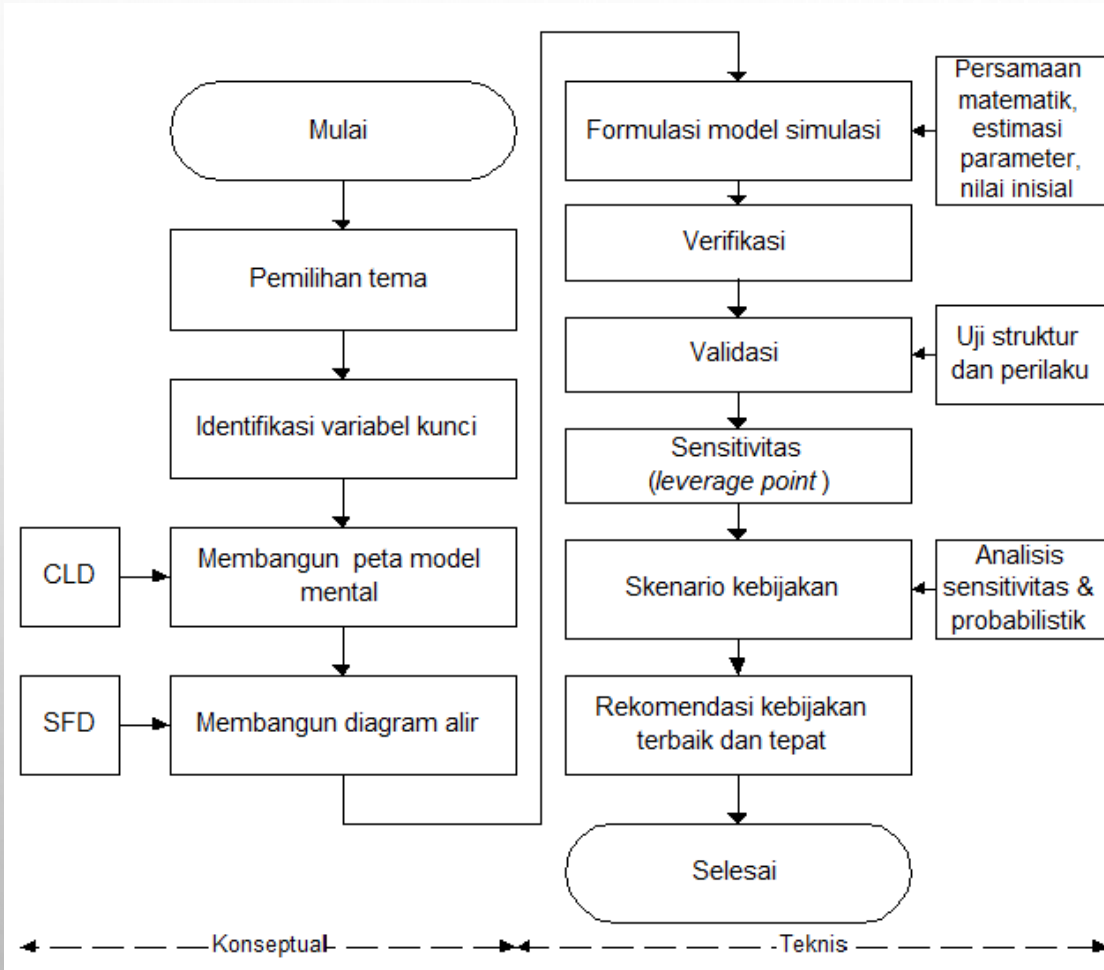 Mulai
Pemilihan tema
Identifikasi variabel kunci
CLD
Membangun peta model
mental
SFD
Membangun diagram alir
Formulasi model simulasi
Persamaan
matematik,
estimasi
parameter,
nilai inisial
Verifikasi
Validasi
Uji struktur
dan perilaku
Sensitivitas
(leverage point )
Skenario kebijakan
Analisis
sensitivitas &
probabilistik
Rekomendasi kebijakan
terbaik dan tepat
Selesai
Konseptual
Teknis